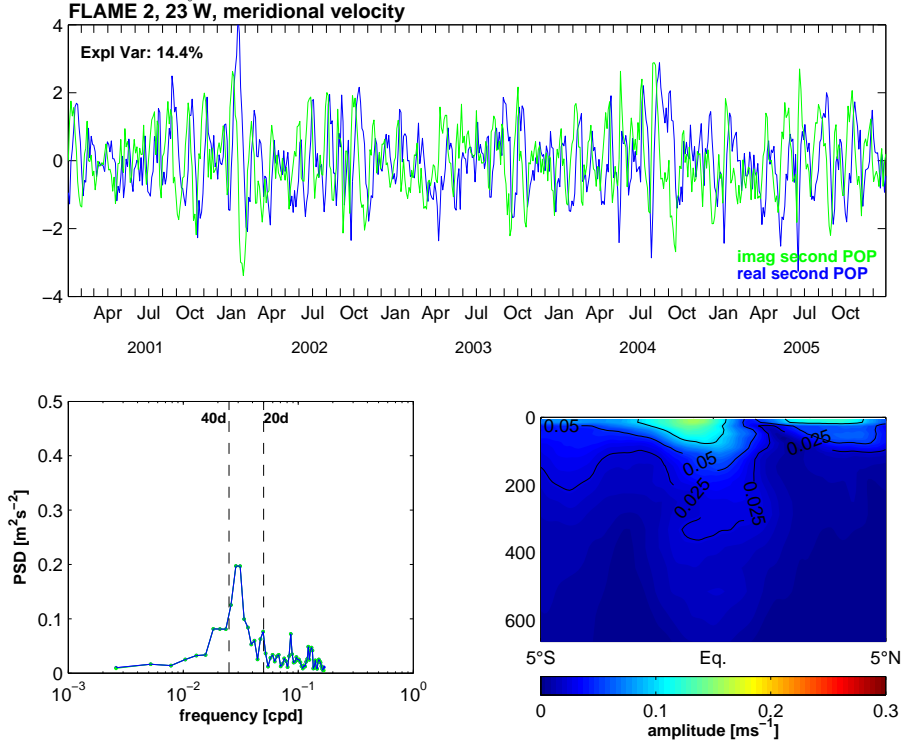 FLAME 2, 23°W, meridional velocity
4
2
0
−2
−4
Expl Var: 14.4%
imag second POP
real second POP
Apr Jul Oct Jan Apr Jul Oct Jan Apr Jul Oct Jan Apr Jul Oct Jan Apr Jul Oct
2001 2002 2003 2004 2005
0.5
0.4
0.3
0.2
0.1
0
PSD [m²s⁻²]
40d 20d
10⁻³ 10⁻² 10⁻¹ 10⁰
frequency [cpd]
0
200
400
600
0.05
0.05
0.025
0.025
0.025
5°S Eq. 5°N
0 0.1 0.2 0.3
amplitude [ms⁻¹]